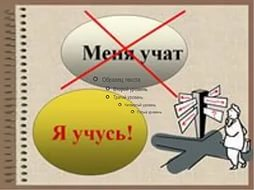 Меня учат
Образец текста
Второй уровень
Третий уровень
Четвертый уровень
Пятый уровень
Я учусь!